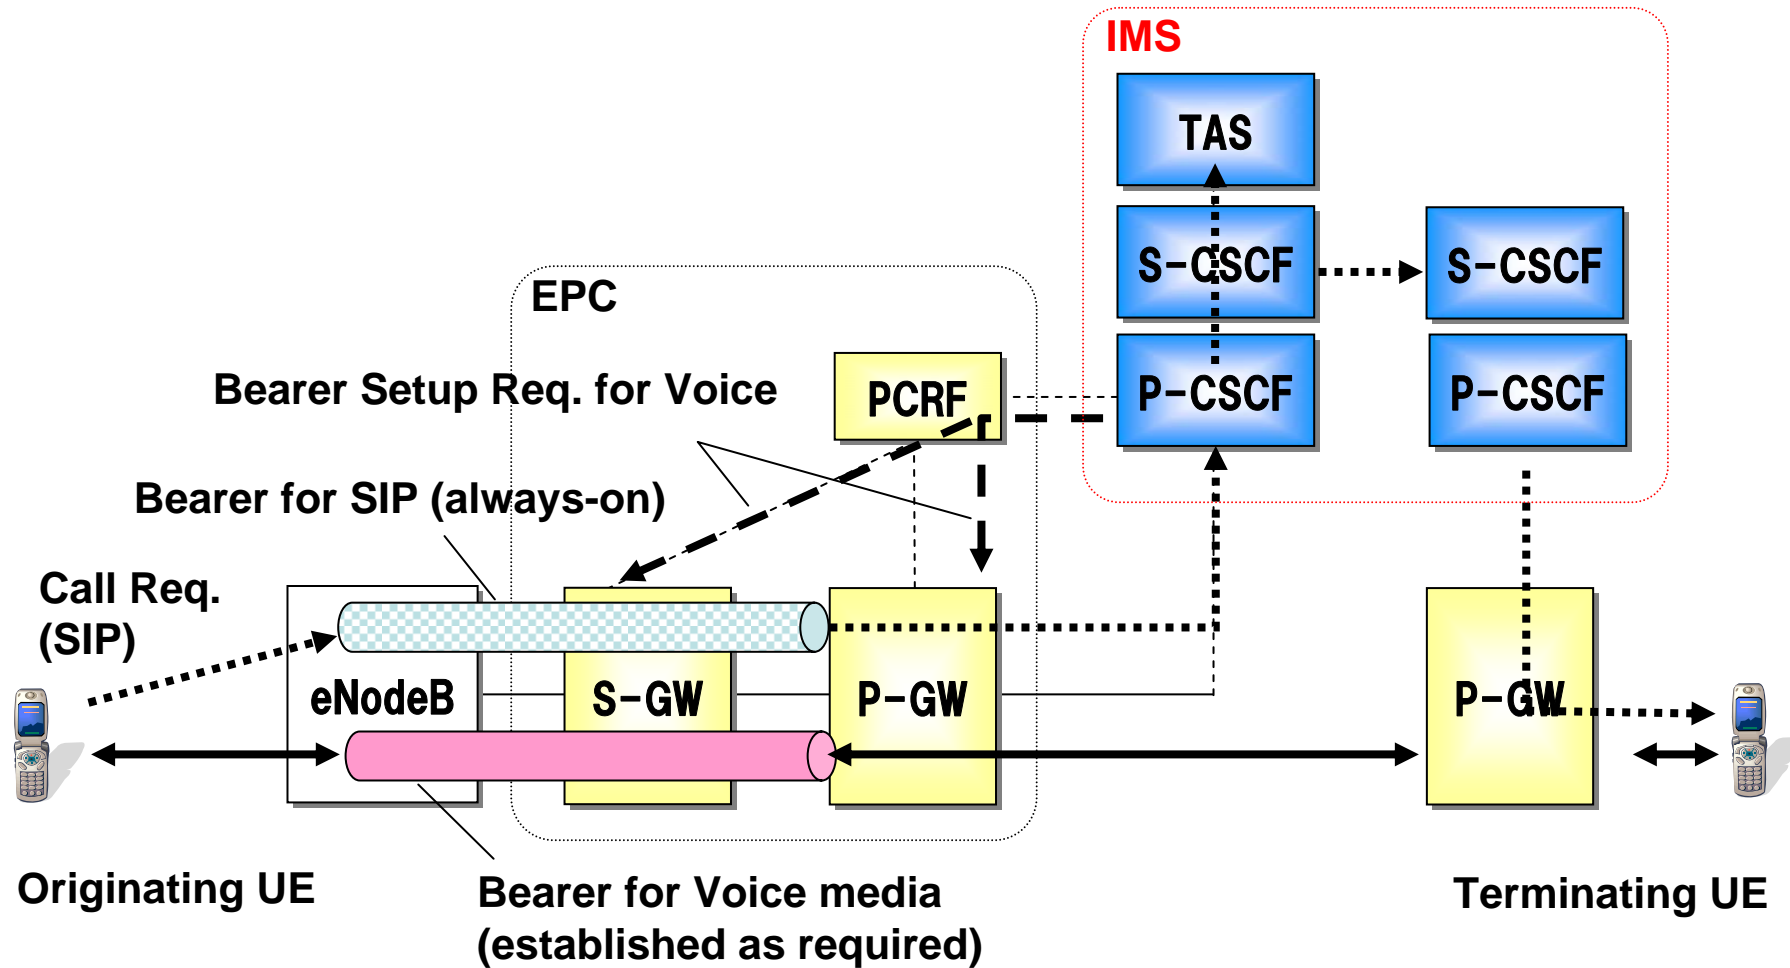 IMS
TAS
S-CSCF
S-CSCF
EPC
Bearer Setup Req. for Voice
PCRF
P-CSCF
P-CSCF
Bearer for SIP (always-on)
Call Req.
(SIP)
eNodeB
S-GW
P-GW
P-GW
Originating UE
Bearer for Voice media
(established as required)
Terminating UE